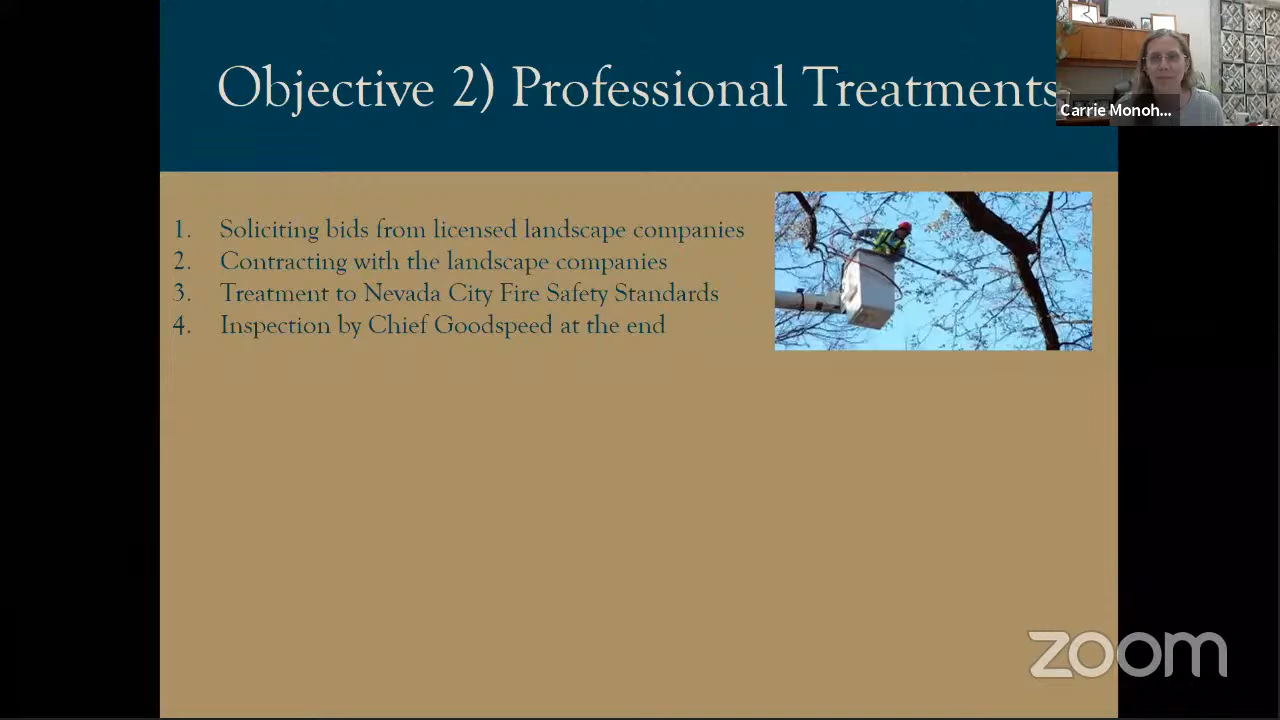 Objective 2) Professional Treatments
Carrie Monoh...
1. Soliciting bids from licensed landscape companies
2. Contracting with the landscape companies
3. Treatment to Nevada City Fire Safety Standards
4. Inspection by Chief Goodspeed at the end
zoom